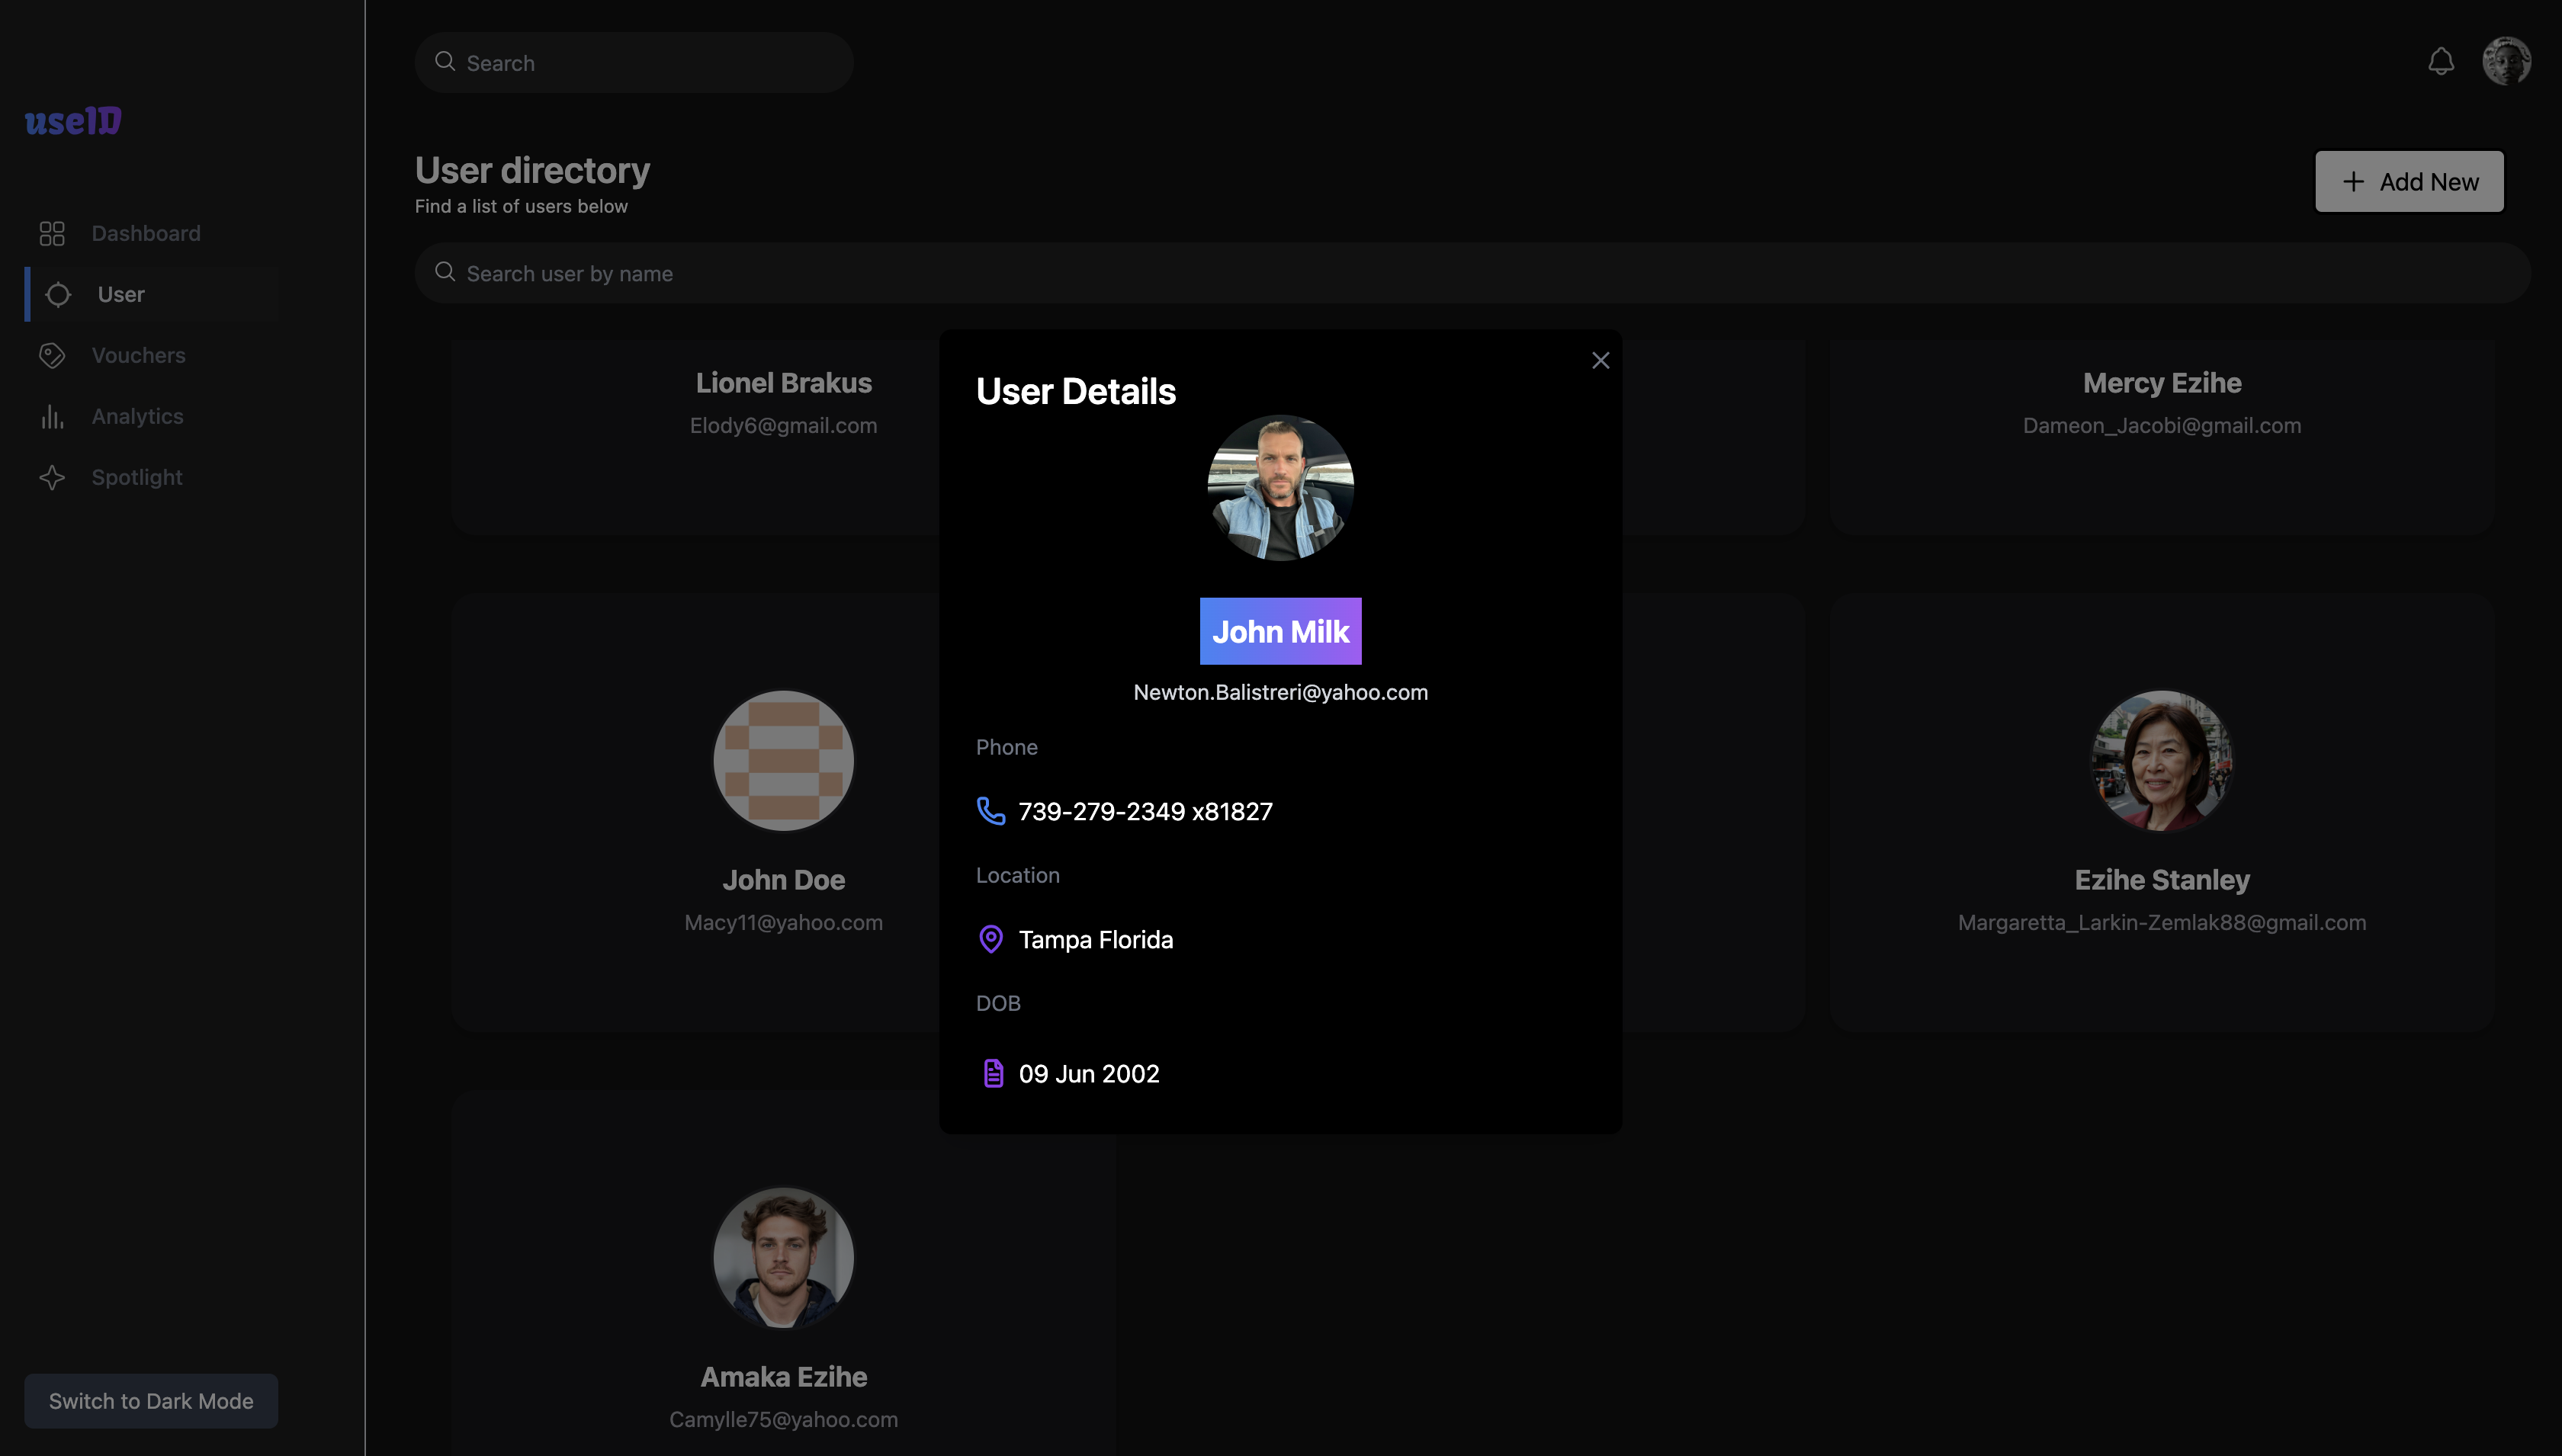 useID
Dashboard
User
Vouchers
Analytics
Spotlight
Switch to Dark Mode
Search
User directory
Find a list of users below
Add New
Search user by name
Lionel Brakus
Elody6@gmail.com
Mercy Ezihe
Dameon_Jacobi@gmail.com
John Doe
Macy11@yahoo.com
Ezihe Stanley
Margaretta_Larkin-Zemlak88@gmail.com
Amaka Ezihe
Camylle75@yahoo.com
User Details
John Milk
Newton.Balistreri@yahoo.com
Phone
739-279-2349 x81827
Location
Tampa Florida
DOB
09 Jun 2002